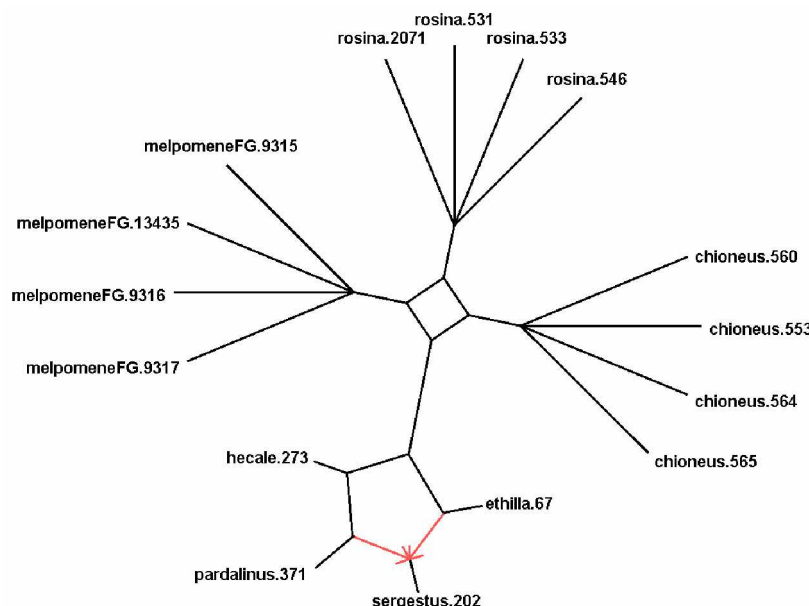 rosina.531
rosina.2071
rosina.533
rosina.546
melpomeneFG.9315
melpomeneFG.13435
chioneus.560
melpomeneFG.9316
chioneus.553
melpomeneFG.9317
chioneus.564
hecale.273
chioneus.565
ethilla.67
pardalinus.371
sergestus.202